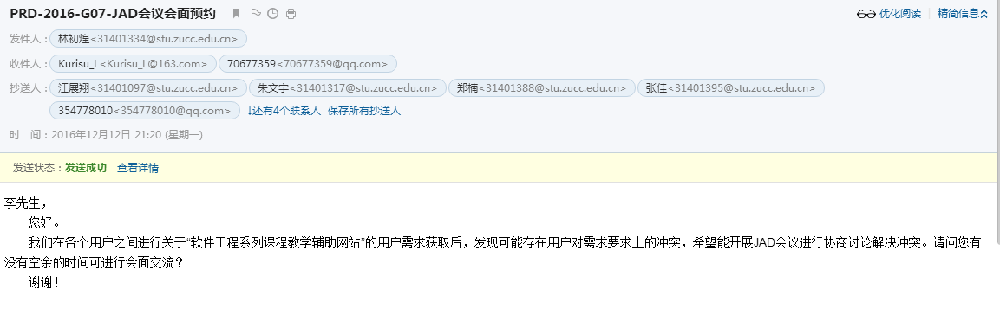 PRD-2016-G07-JAD会议会面预约
优化阅读 | 精简信息
发件人：林初煌<31401334@stu.zucc.edu.cn>
收件人：Kurisu_L<Kurisu_L@163.com> 70677359<70677359@qq.com>
抄送人：江展翔<31401097@stu.zucc.edu.cn> 朱文宇<31401317@stu.zucc.edu.cn> 郑楠<31401388@stu.zucc.edu.cn> 张佳<31401395@stu.zucc.edu.cn>
354778010<354778010@qq.com> ↓还有4个联系人 保存所有抄送人
时 间：2016年12月12日 21:20 (星期一)
发送状态：发送成功 查看详情
李先生，
您好。
我们在各个用户之间进行关于“软件工程系列课程教学辅助网站”的用户需求获取后，发现可能存在用户对需求要求上的冲突，希望能开展JAD会议进行协商讨论解决冲突。请问您有
没有空余的时间可进行会面交流？
谢谢！